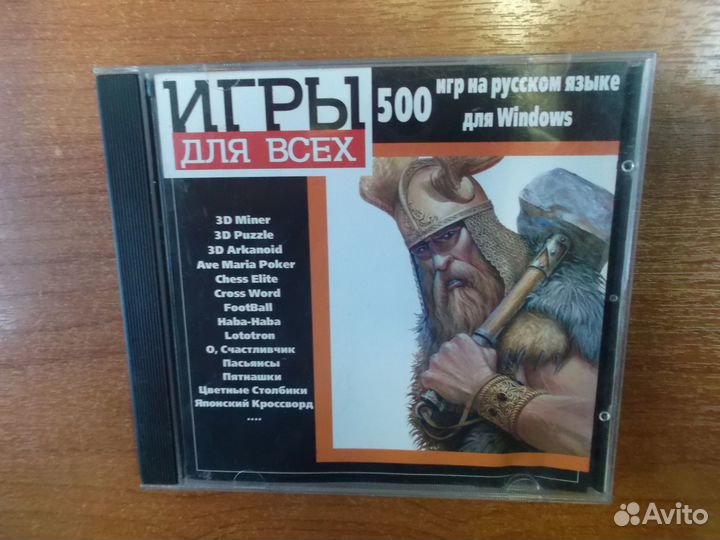 ИГРЫ
ДЛЯ ВСЕХ
500 игр на русском языке
для Windows
3D Miner
3D Puzzle
3D Arkanoid
Ave Maria Poker
Chess Elite
Cross Word
FootBall
Haba-Haba
Lototron
О, Счастливчик
Пасьянсы
Пятнашки
Цветные Столбики
Японский Кроссворд
....
Avito